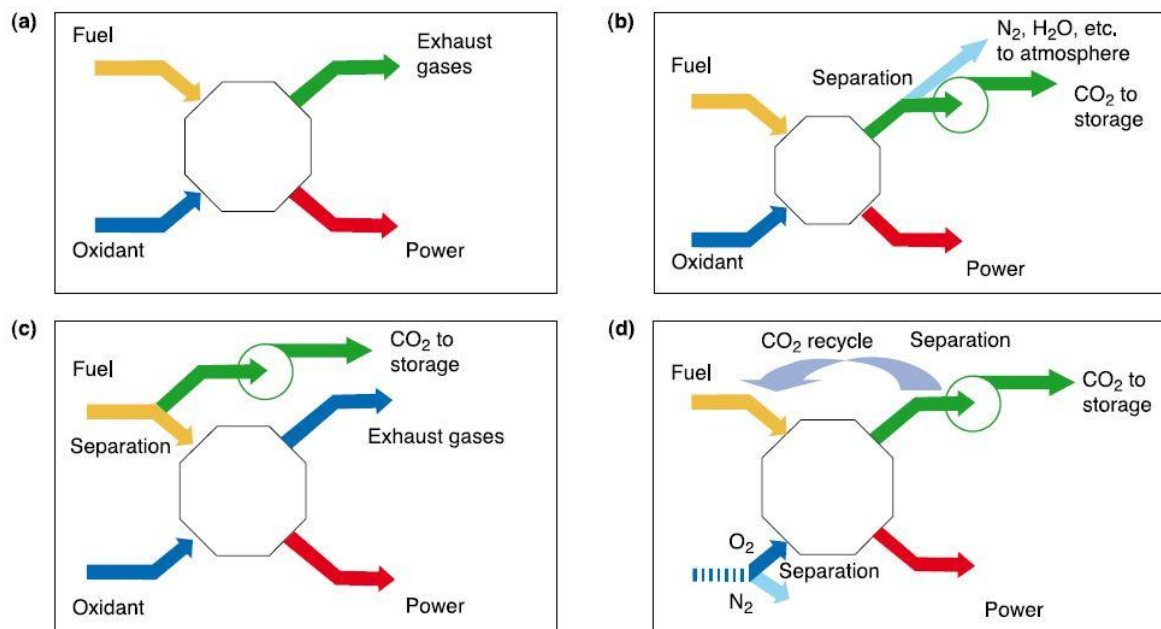 (a)
Fuel
Exhaust
gases
Oxidant
Power
(b)
N₂, H₂O, etc.
to atmosphere
Separation
Fuel
CO₂ to
storage
Oxidant
Power
(c)
CO₂ to
storage
Fuel
Separation
Exhaust gases
Oxidant
Power
(d)
CO₂ recycle
Separation
Fuel
CO₂ to
storage
O₂
Separation
N₂
Power